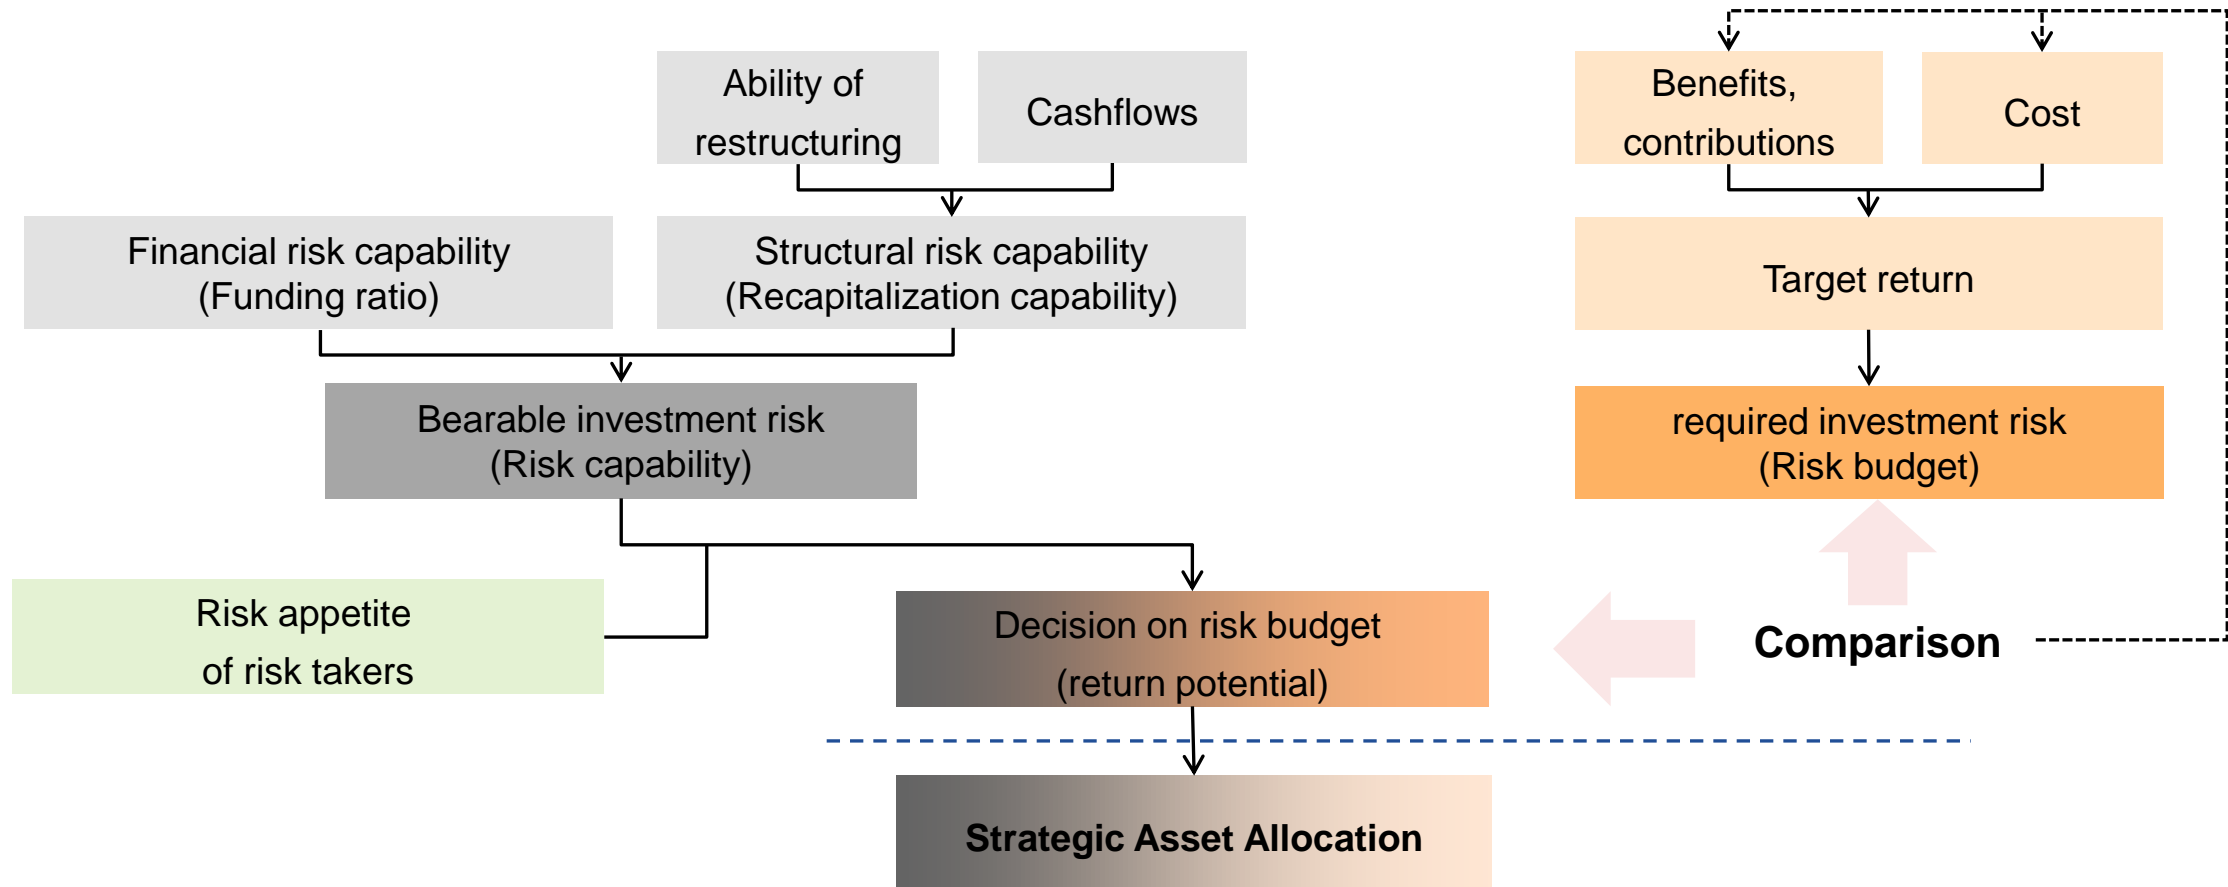 Ability of
restructuring
Cashflows
Benefits,
contributions
Cost
Financial risk capability
(Funding ratio)
Structural risk capability
(Recapitalization capability)
Target return
Bearable investment risk
(Risk capability)
required investment risk
(Risk budget)
Risk appetite
of risk takers
Decision on risk budget
(return potential)
Comparison
Strategic Asset Allocation